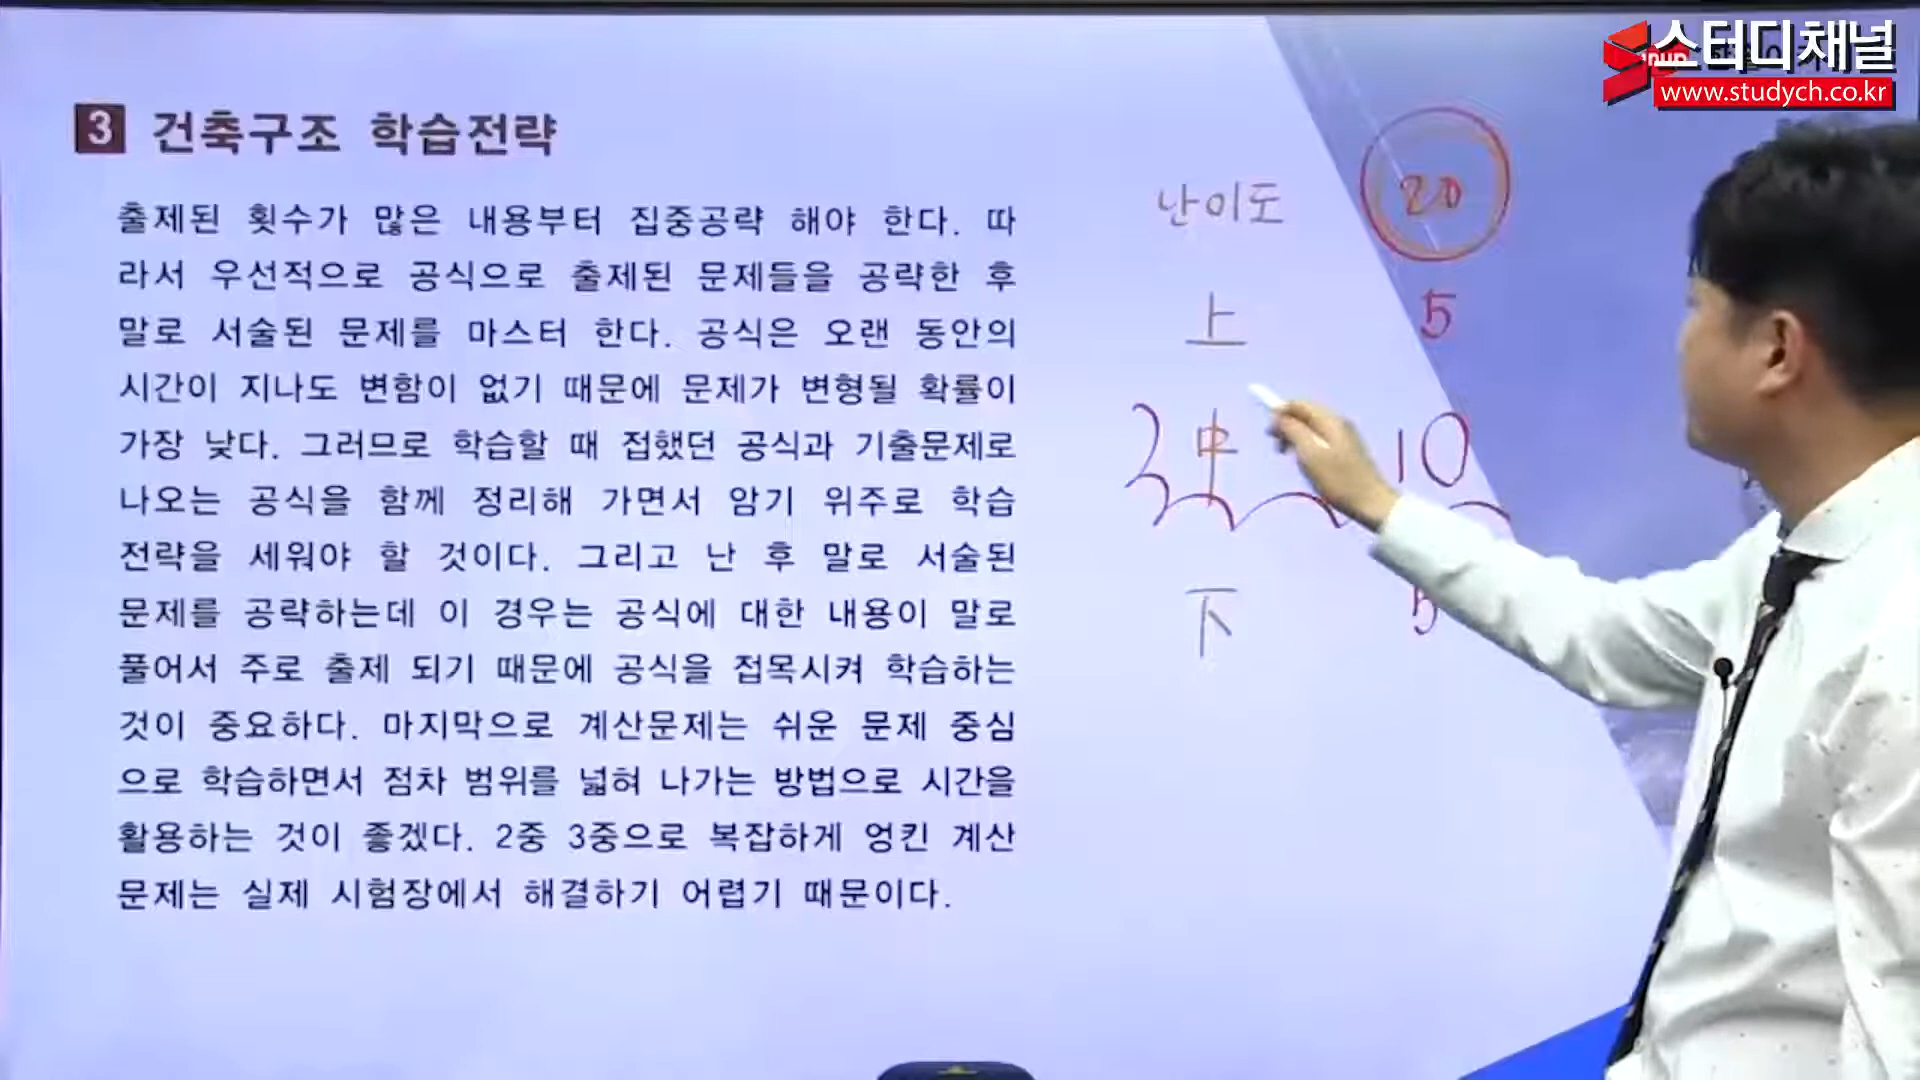 스터디채널
www.studych.co.kr
3 건축구조 학습전략
출제된 횟수가 많은 내용부터 집중공략 해야 한다. 따
라서 우선적으로 공식으로 출제된 문제들을 공략한 후
말로 서술된 문제를 마스터 한다. 공식은 오랜 동안의
시간이 지나도 변함이 없기 때문에 문제가 변형될 확률이
가장 낮다. 그러므로 학습할 때 접했던 공식과 기출문제로
나오는 공식을 함께 정리해 가면서 암기 위주로 학습
전략을 세워야 할 것이다. 그리고 난 후 말로 서술된
문제를 공략하는데 이 경우는 공식에 대한 내용이 말로
풀어서 주로 출제 되기 때문에 공식을 접목시켜 학습하는
것이 중요하다. 마지막으로 계산문제는 쉬운 문제 중심
으로 학습하면서 점차 범위를 넓혀 나가는 방법으로 시간을
활용하는 것이 좋겠다. 2중 3중으로 복잡하게 엉킨 계산
문제는 실제 시험장에서 해결하기 어렵기 때문이다.
난이도 20
上 5
中 10
下 5